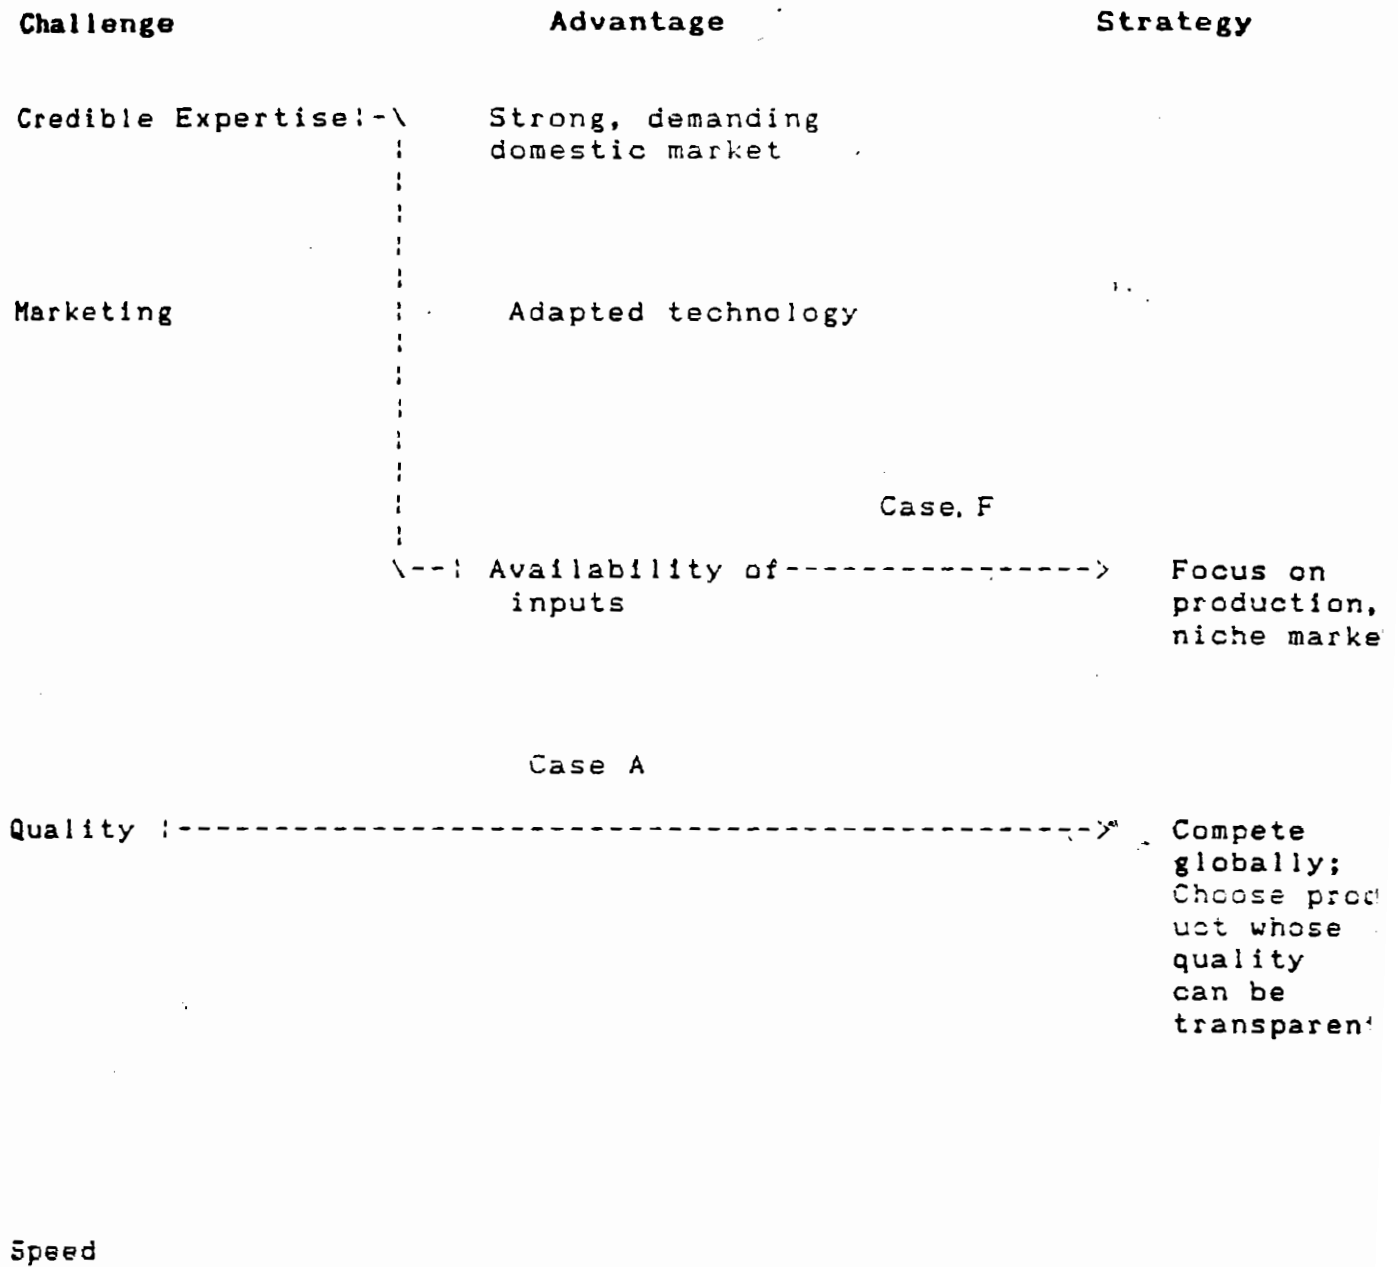 Challenge Advantage Strategy
Credible Expertise:-\ Strong, demanding
domestic market
Marketing Adapted technology
Case. F
\--: Availability of----------------> Focus on
inputs production,
niche marke
Case A
Quality :------------------------------------------------> Compete
globally;
Choose prod
uct whose
quality
can be
transparent
Speed